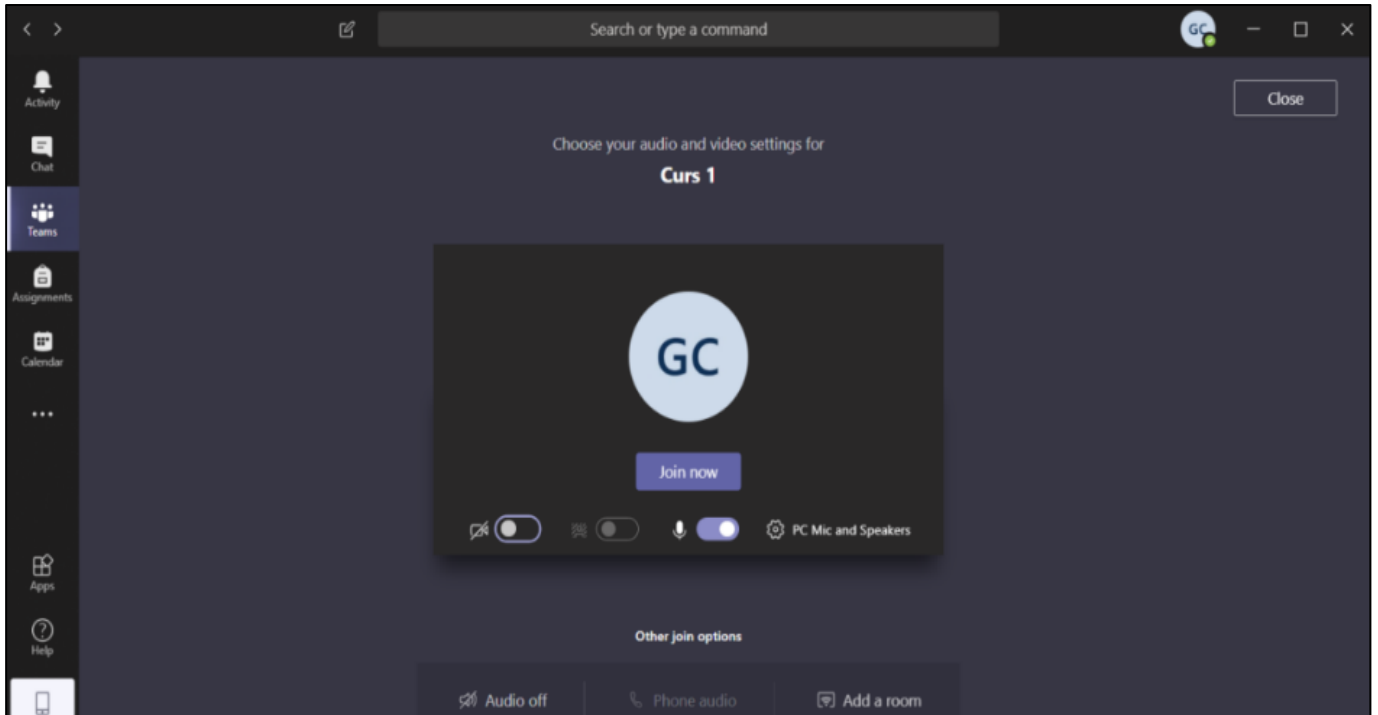 Search or type a command
GC
Activity
Chat
Teams
Assignments
Calendar
Apps
Help
Close
Choose your audio and video settings for
Curs 1
GC
Join now
PC Mic and Speakers
Other join options
Audio off
Phone audio
Add a room